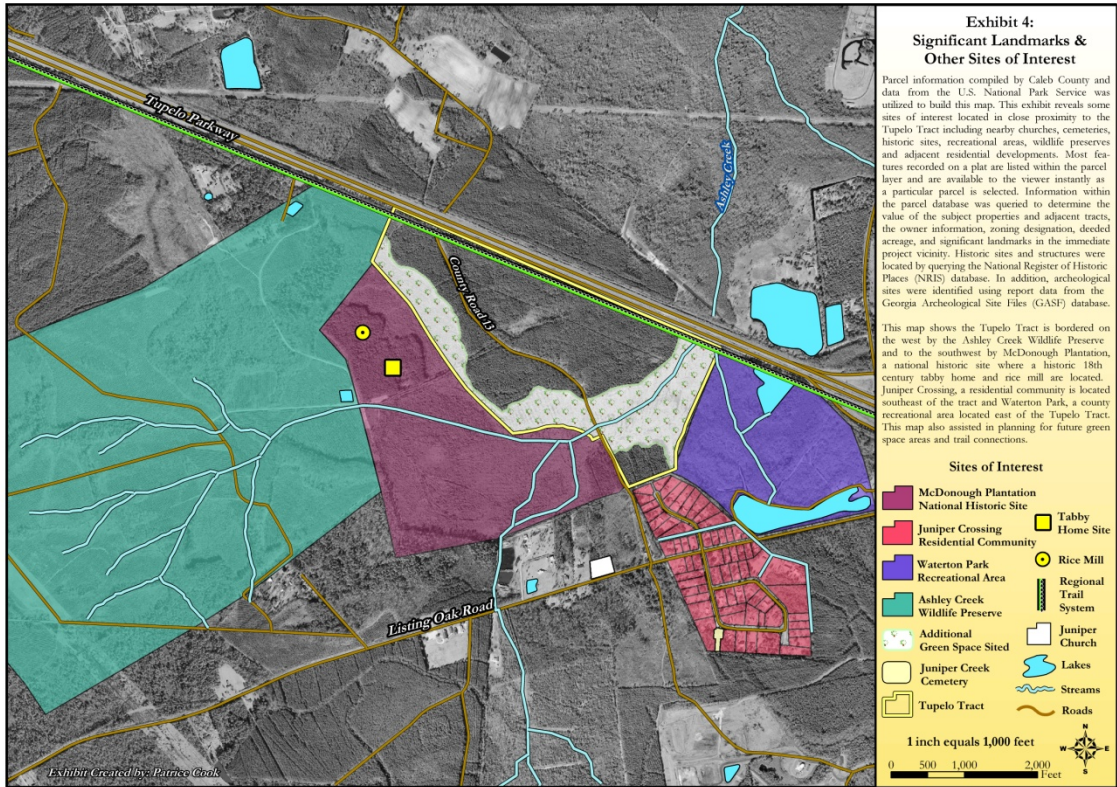 Exhibit 4:
Significant Landmarks &
Other Sites of Interest
Parcel information compiled by Caleb County and
data from the U.S. National Park Service was
utilized to build this map. This exhibit reveals some
sites of interest located in close proximity to the
Tupelo Tract including nearby churches, cemeteries,
historic sites, recreational areas, wildlife preserves
and adjacent residential developments. Most fea-
tures recorded on a plat are listed within the parcel
layer and are available to the viewer instantly as
a particular parcel is selected. Information within
the parcel database was queried to determine the
value of the subject properties and adjacent tracts,
the owner information, zoning designation, deeded
acreage, and significant landmarks in the immediate
project vicinity. Historic sites and structures were
located by querying the National Register of Historic
Places (NRIS) database. In addition, archeological
sites were identified using report data from the
Georgia Archeological Site Files (GASF) database.
This map shows the Tupelo Tract is bordered on
the west by the Ashley Creek Wildlife Preserve
and to the southwest by McDonough Plantation,
a national historic site where a historic 18th
century tabby home and rice mill are located.
Juniper Crossing, a residential community is located
southeast of the tract and Waterton Park, a county
recreational area located east of the Tupelo Tract.
This map also assisted in planning for future green
space areas and trail connections.
Sites of Interest
McDonough Plantation
National Historic Site
Juniper Crossing
Residential Community
Waterton Park
Recreational Area
Ashley Creek
Wildlife Preserve
Additional
Green Space Sited
Juniper Creek
Cemetery
Tupelo Tract
Tabby
Home Site
Rice Mill
Regional
Trail
System
Juniper
Church
Lakes
Streams
Roads
1 inch equals 1,000 feet
N
W E
S
0 500 1,000 2,000
Feet
Tupelo Parkway
Ashley Creek
County Road 13
Listing Oak Road
Exhibit Created by: Patrice Cook